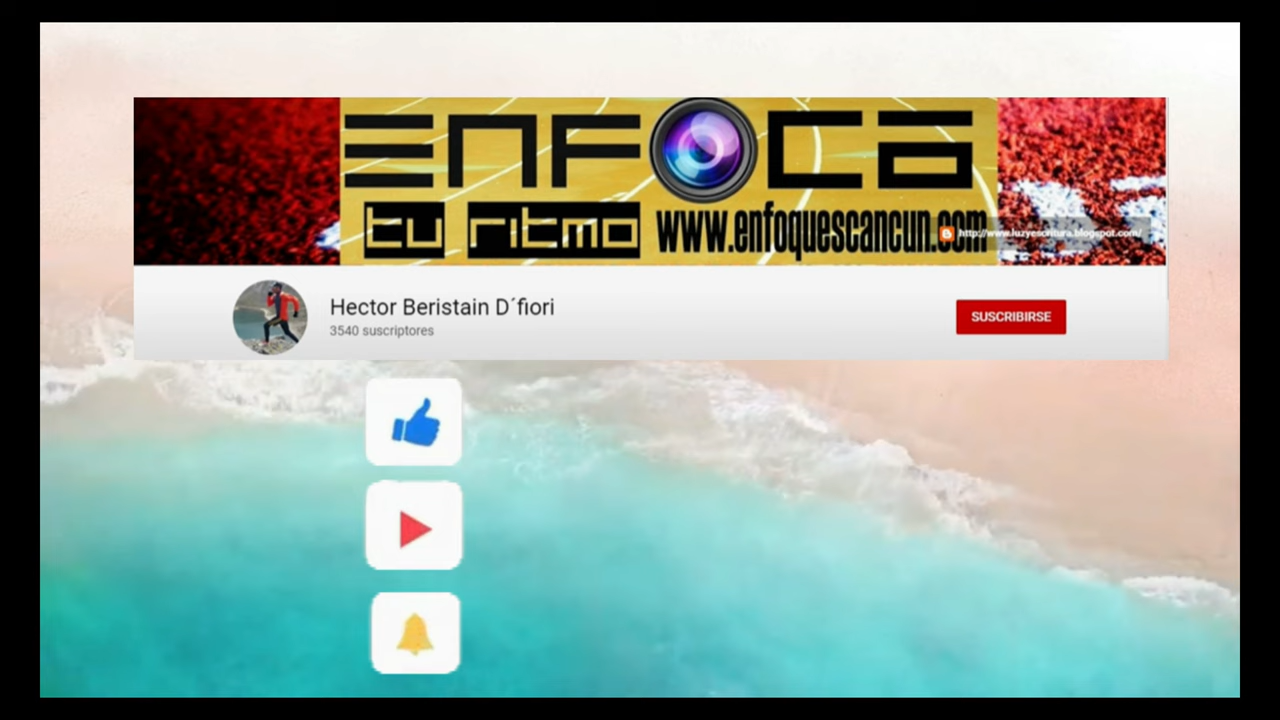 ENFOCA
tu ritmo www.enfoquescancun.com
http://www.luzyescritura.blogspot.com/
Hector Beristain D´fiori
3540 suscriptores
SUSCRIBIRSE